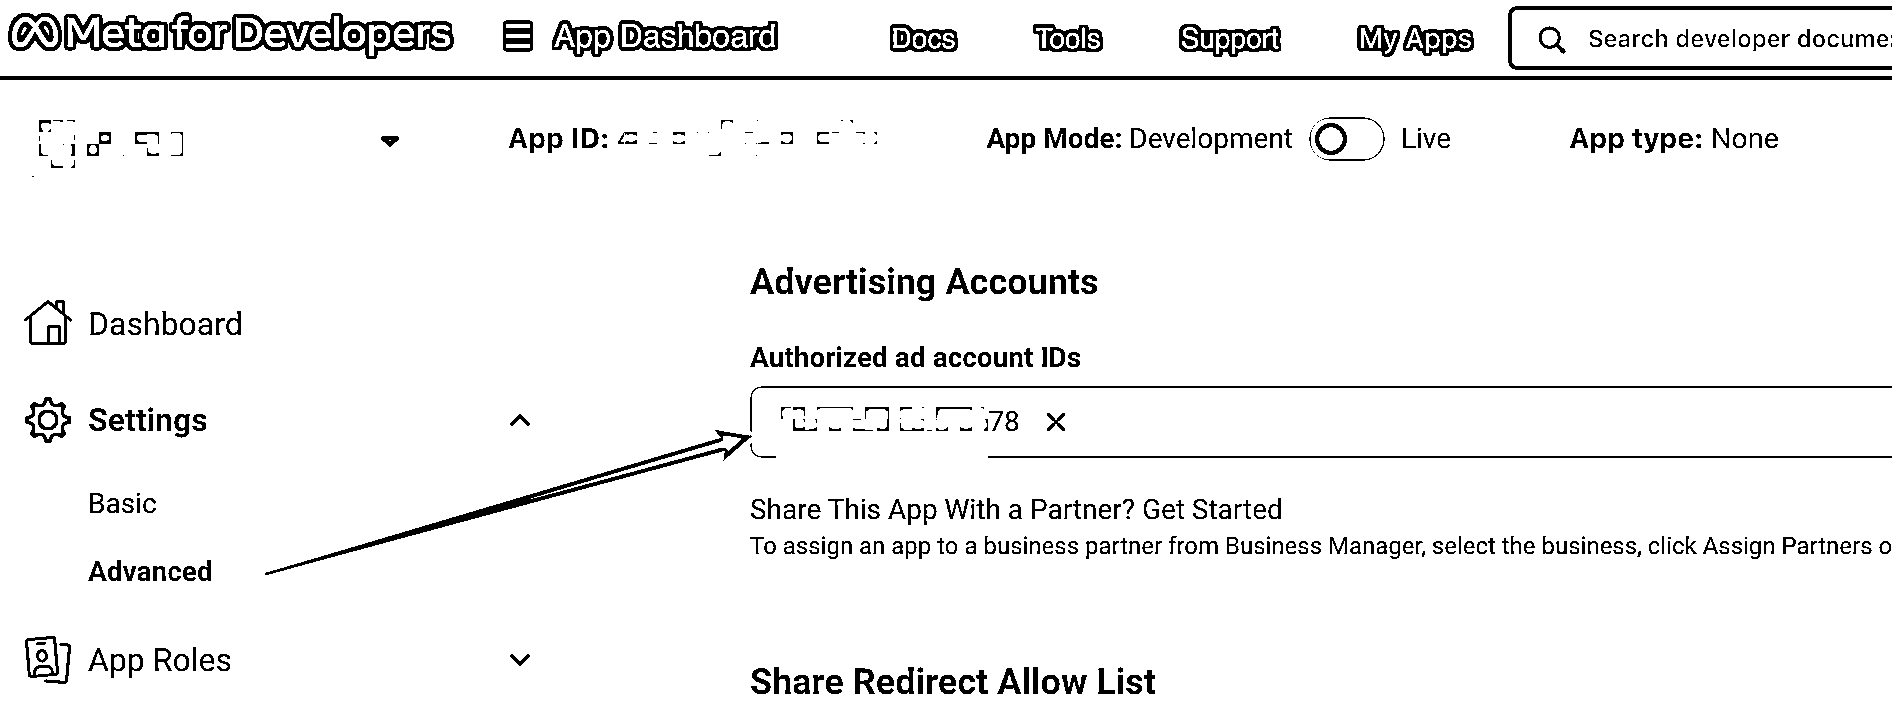 Meta for Developers App Dashboard Docs Tools Support My Apps Search developer docume
App ID: App Mode: Development Live App type: None
Advertising Accounts
Dashboard
Authorized ad account IDs
Settings
78
Basic
Share This App With a Partner? Get Started
To assign an app to a business partner from Business Manager, select the business, click Assign Partners o
Advanced
App Roles
Share Redirect Allow List